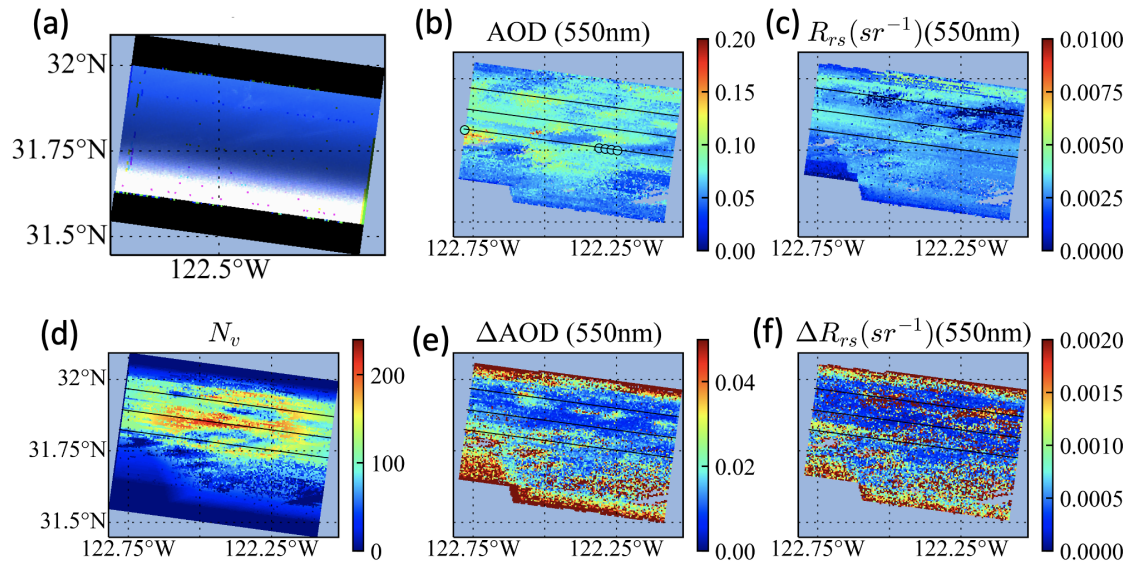 (a)
32°N
31.75°N
31.5°N
122.5°W
(b) AOD (550nm)
0.20
0.15
0.10
0.05
0.00
122.75°W 122.25°W
(c) R_{rs}(sr^{-1})(550nm)
0.0100
0.0075
0.0050
0.0025
0.0000
122.75°W 122.25°W
(d) N_v
32°N
31.75°N
31.5°N
200
100
0
122.75°W 122.25°W
(e) ΔAOD (550nm)
0.04
0.02
0.00
122.75°W 122.25°W
(f) ΔR_{rs}(sr^{-1})(550nm)
0.0020
0.0015
0.0010
0.0005
0.0000
122.75°W 122.25°W